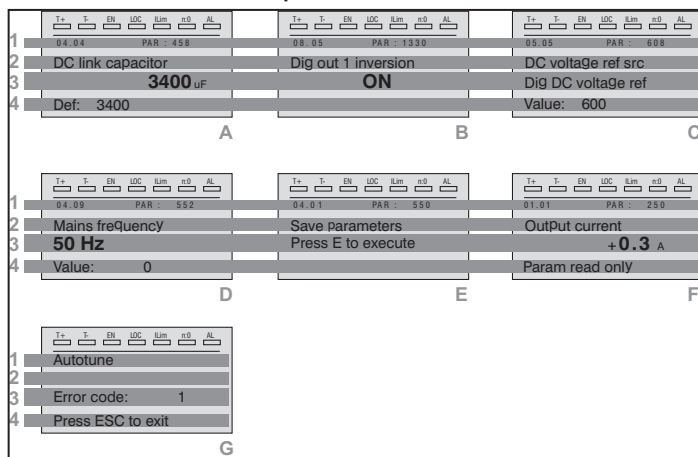 T+ T- EN LOC ILim n:0 AL
1 04.04 PAR : 458
2 DC link capacitor
3 3400 uF
4 Def: 3400
A
T+ T- EN LOC ILim n:0 AL
08.05 PAR : 1330
Dig out 1 inversion
ON
B
T+ T- EN LOC ILim n:0 AL
05.05 PAR : 608
DC voltage ref src
Dig DC voltage ref
Value: 600
C
T+ T- EN LOC ILim n:0 AL
1 04.09 PAR : 552
2 Mains frequency
3 50 Hz
4 Value: 0
D
T+ T- EN LOC ILim n:0 AL
04.01 PAR : 550
Save parameters
Press E to execute
E
T+ T- EN LOC ILim n:0 AL
01.01 PAR : 250
Output current
+0.3 A
Param read only
F
T+ T- EN LOC ILim n:0 AL
1 Autotune
2
3 Error code: 1
4 Press ESC to exit
G